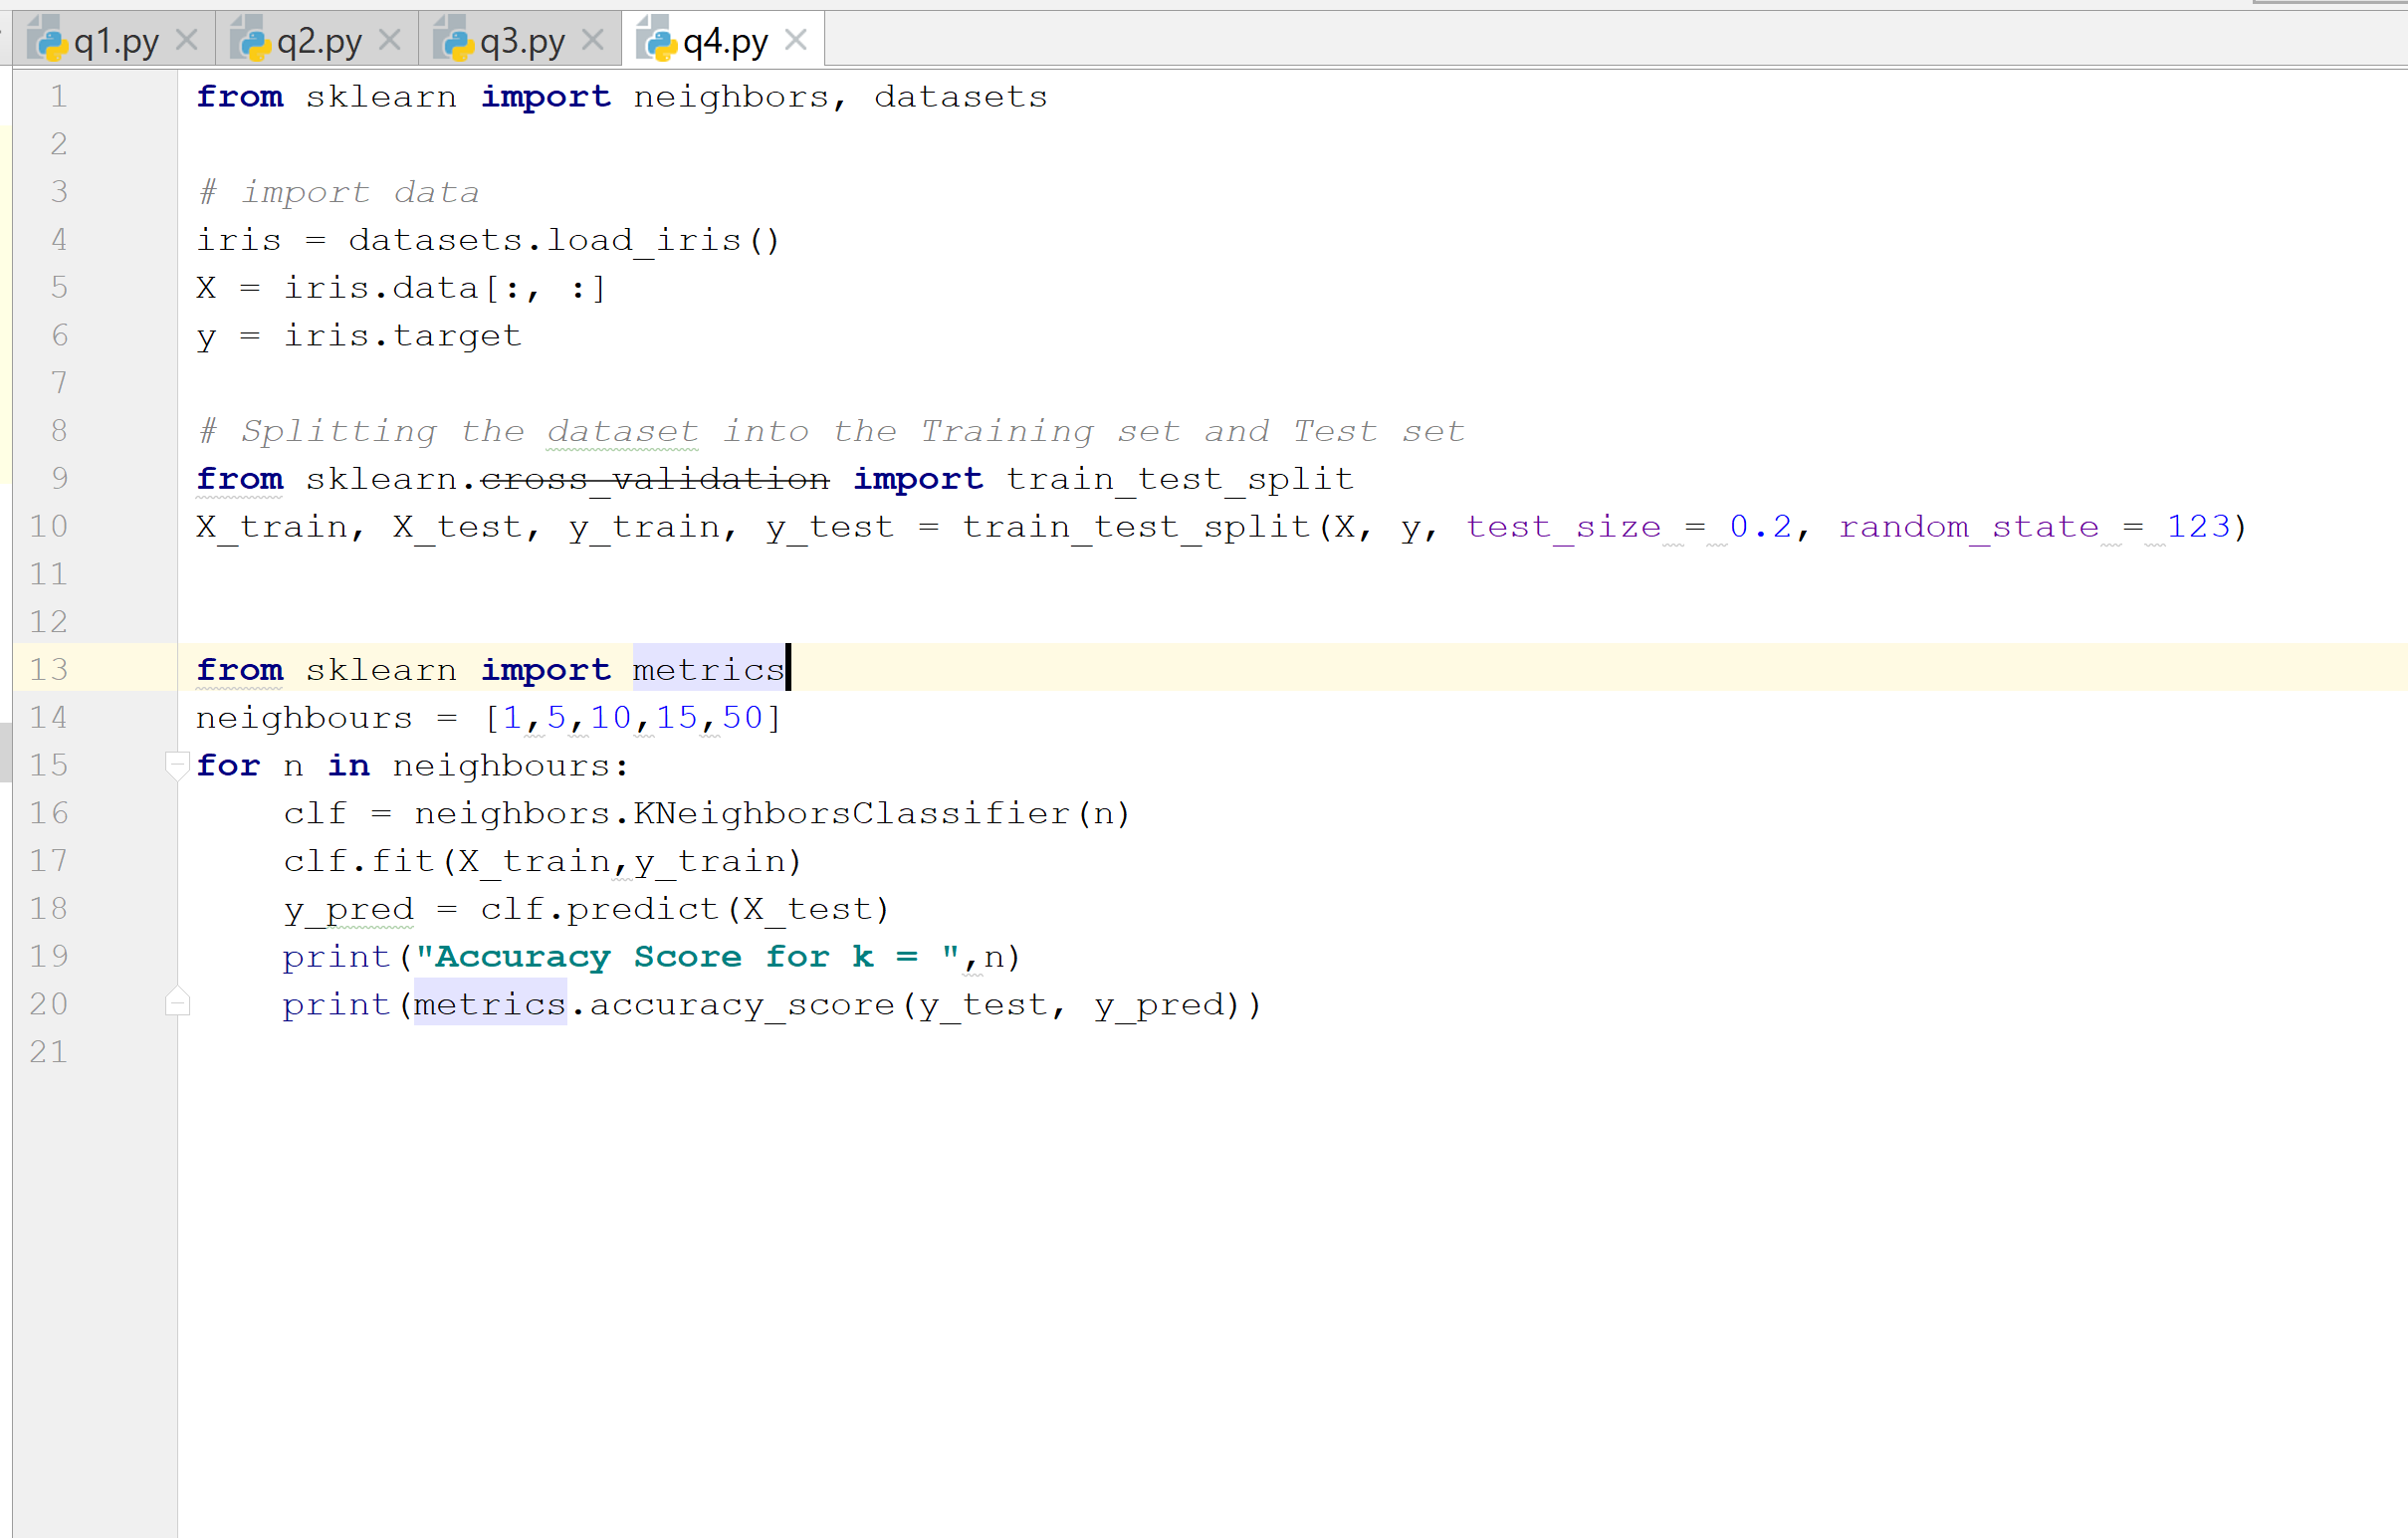 q1.py q2.py q3.py q4.py
1 from sklearn import neighbors, datasets
2
3 # import data
4 iris = datasets.load_iris()
5 X = iris.data[:, :]
6 y = iris.target
7
8 # Splitting the dataset into the Training set and Test set
9 from sklearn.cross_validation import train_test_split
10 X_train, X_test, y_train, y_test = train_test_split(X, y, test_size = 0.2, random_state = 123)
11
12
13 from sklearn import metrics
14 neighbours = [1,5,10,15,50]
15 for n in neighbours:
16     clf = neighbors.KNeighborsClassifier(n)
17     clf.fit(X_train,y_train)
18     y_pred = clf.predict(X_test)
19     print("Accuracy Score for k = ",n)
20     print(metrics.accuracy_score(y_test, y_pred))
21